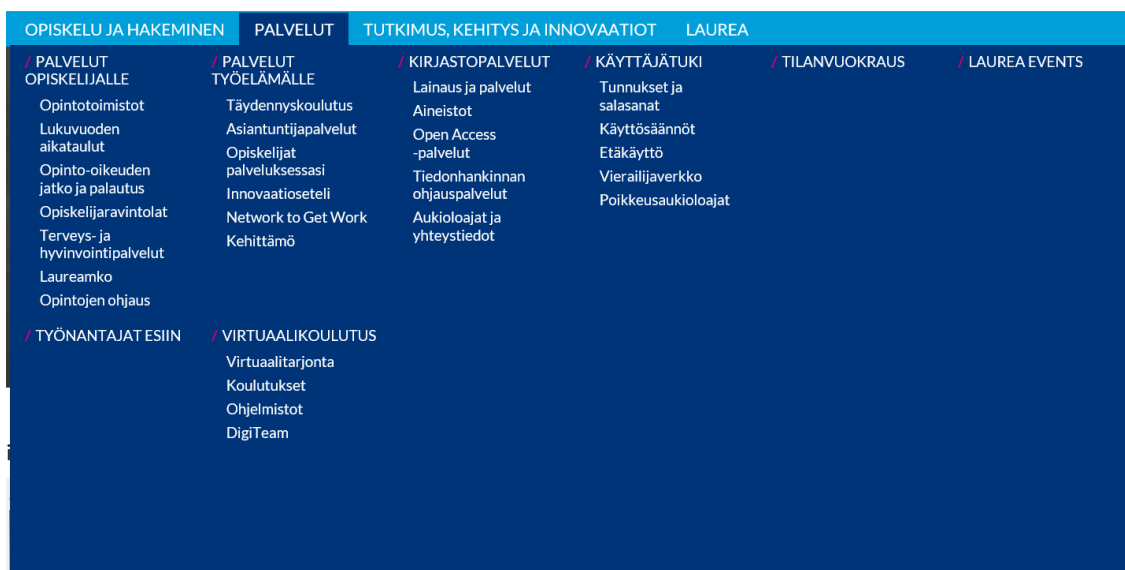 OPISKELU JA HAKEMINEN PALVELUT TUTKIMUS, KEHITYS JA INNOVAATIOT LAUREA
/ PALVELUT
OPISKELIJALLE
Opintotoimistot
Lukuvuoden
aikataulut
Opinto-oikeuden
jatko ja palautus
Opiskelijaravintolat
Terveys- ja
hyvinvointipalvelut
Laureamko
Opintojen ohjaus
/ PALVELUT
TYÖELÄMÄLLE
Täydennyskoulutus
Asiantuntijapalvelut
Opiskelijat
palveluksessasi
Innovaatioseteli
Network to Get Work
Kehittämö
/ KIRJASTOPALVELUT
Lainaus ja palvelut
Aineistot
Open Access
-palvelut
Tiedonhankinnan
ohjauspalvelut
Aukioloajat ja
yhteystiedot
/ KÄYTTÄJÄTUKI
Tunnukset ja
salasanat
Käyttösäännöt
Etäkäyttö
Vierailijaverkko
Poikkeusaukioloajat
/ TILANVUOKRAUS
/ LAUREA EVENTS
/ TYÖNANTAJAT ESIIN
/ VIRTUAALIKOULUTUS
Virtuaalitarjonta
Koulutukset
Ohjelmistot
DigiTeam